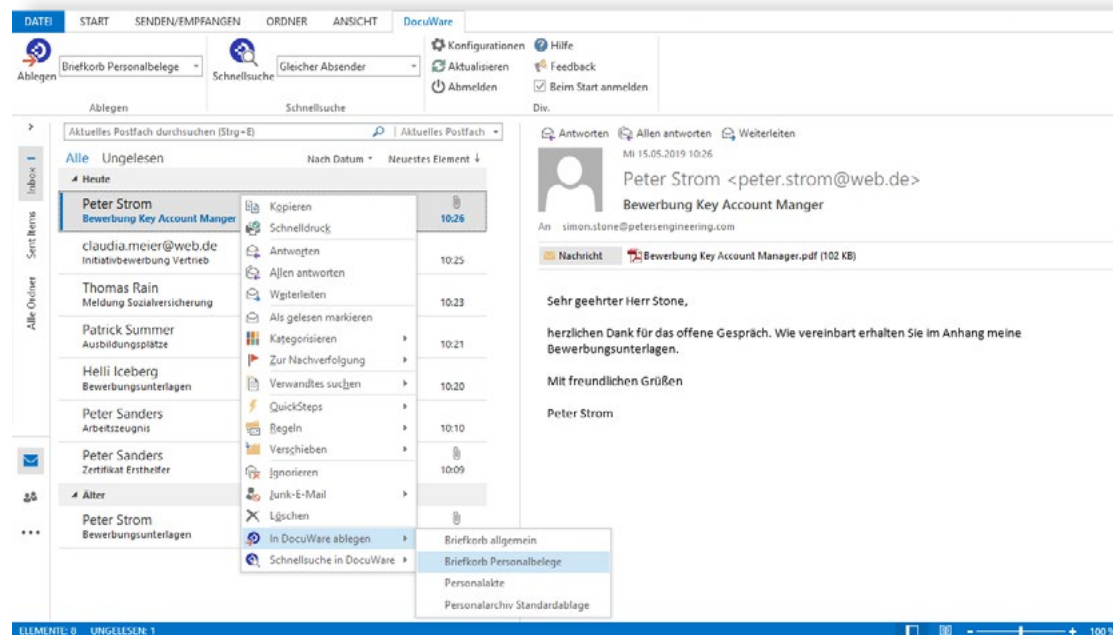 DATEI START SENDEN/EMPFANGEN ORDNER ANSICHT DocuWare
Ablegen
Briefkorb Personalbelege
Schnellsuche
Gleicher Absender
Konfigurationen
Aktualisieren
Abmelden
Hilfe
Feedback
Beim Start anmelden
Ablegen Schnellsuche Div.
Inbox
Sent Items
Alle Ordner
Aktuelles Postfach durchsuchen (Strg+E) Aktuelles Postfach
Alle Ungelesen Nach Datum Neuestes Element ↓
Heute
Peter Strom
Bewerbung Key Account Manger 10:26
claudia.meier@web.de
Initiativbewerbung Vertrieb 10:25
Thomas Rain
Meldung Sozialversicherung 10:23
Patrick Summer
Ausbildungsplätze 10:21
Helli Iceberg
Bewerbungsunterlagen 10:20
Peter Sanders
Arbeitszeugnis 10:10
Peter Sanders
Zertifikat Ersthelfer 10:09
Älter
Peter Strom
Bewerbungsunterlagen
Kopieren
Schnelldruck
Antworten
Allen antworten
Weiterleiten
Als gelesen markieren
Kategorisieren
Zur Nachverfolgung
Verwandtes suchen
QuickSteps
Regeln
Verschieben
Ignorieren
Junk-E-Mail
Löschen
In DocuWare ablegen
Schnellsuche in DocuWare
Briefkorb allgemein
Briefkorb Personalbelege
Personalakte
Personalarchiv Standardablage
Antworten Allen antworten Weiterleiten
Mi 15.05.2019 10:26
Peter Strom <peter.strom@web.de>
Bewerbung Key Account Manger
An simon.stone@petersengineering.com
Nachricht Bewerbung Key Account Manager.pdf (102 KB)
Sehr geehrter Herr Stone,
herzlichen Dank für das offene Gespräch. Wie vereinbart erhalten Sie im Anhang meine
Bewerbungsunterlagen.
Mit freundlichen Grüßen
Peter Strom
ELEMENTE: 8 UNGELESEN: 1 100 %